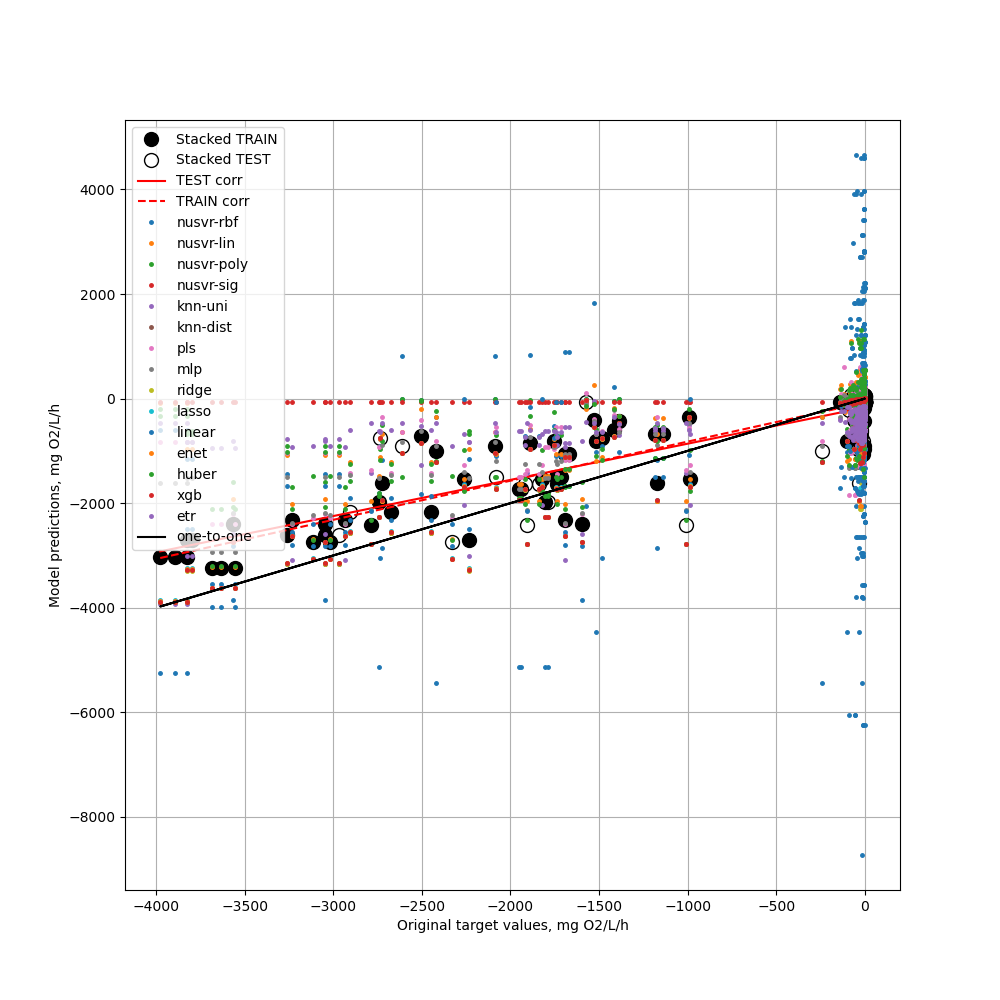 Stacked TRAIN
Stacked TEST
TEST corr
TRAIN corr
nusvr-rbf
nusvr-lin
nusvr-poly
nusvr-sig
knn-uni
knn-dist
pls
mlp
ridge
lasso
linear
enet
huber
xgb
etr
one-to-one
4000
2000
0
−2000
−4000
−6000
−8000
Model predictions, mg O2/L/h
−4000 −3500 −3000 −2500 −2000 −1500 −1000 −500 0
Original target values, mg O2/L/h